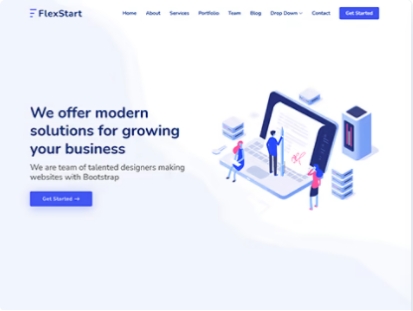 FlexStart
Home About Services Portfolio Team Blog Drop Down Contact Get Started
We offer modern
solutions for growing
your business
We are team of talented designers making
websites with Bootstrap
Get Started →